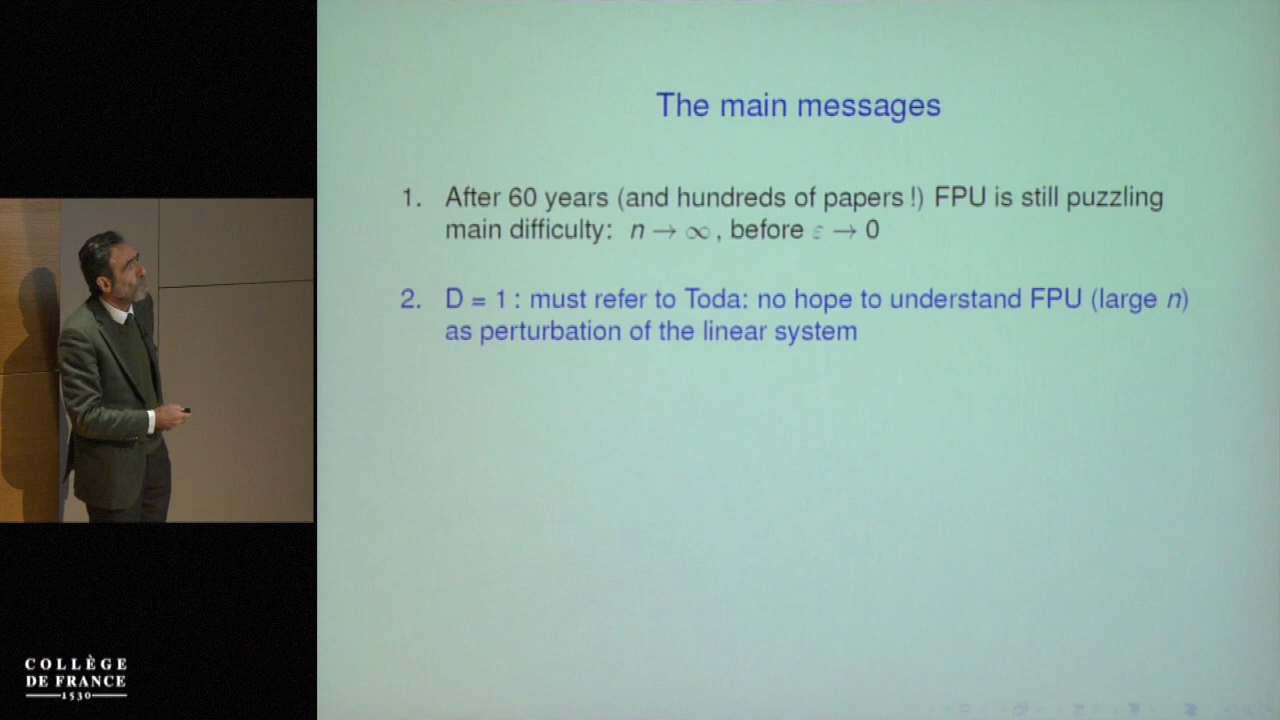 The main messages
1. After 60 years (and hundreds of papers !) FPU is still puzzling
main difficulty: n → ∞ , before ε → 0
2. D = 1 : must refer to Toda: no hope to understand FPU (large n)
as perturbation of the linear system
COLLÈGE
DE FRANCE
1530